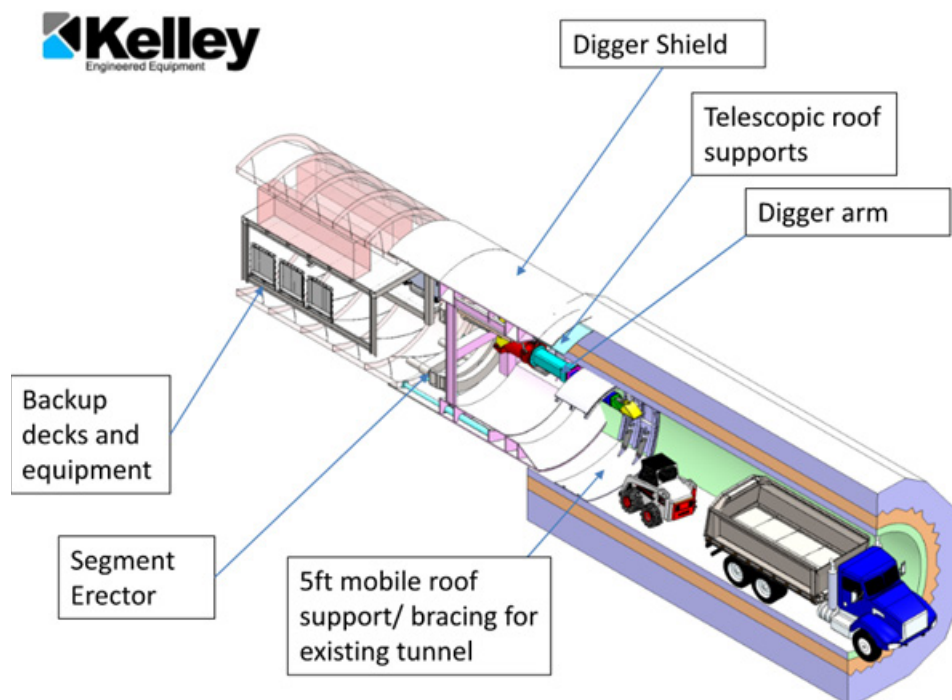 Kelley
Engineered Equipment
Digger Shield
Telescopic roof
supports
Digger arm
Backup
decks and
equipment
Segment
Erector
5ft mobile roof
support/ bracing for
existing tunnel